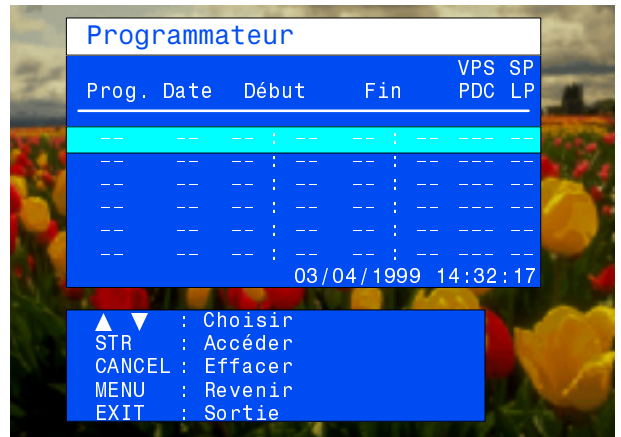 Programmateur
VPS SP
Prog. Date Début Fin PDC LP
-- -- -- : -- -- : -- --- --
-- -- -- : -- -- : -- --- --
-- -- -- : -- -- : -- --- --
-- -- -- : -- -- : -- --- --
-- -- -- : -- -- : -- --- --
-- -- -- : -- -- : -- --- --
03/04/1999 14:32:17
▲ ▼ : Choisir
STR : Accéder
CANCEL : Effacer
MENU : Revenir
EXIT : Sortie